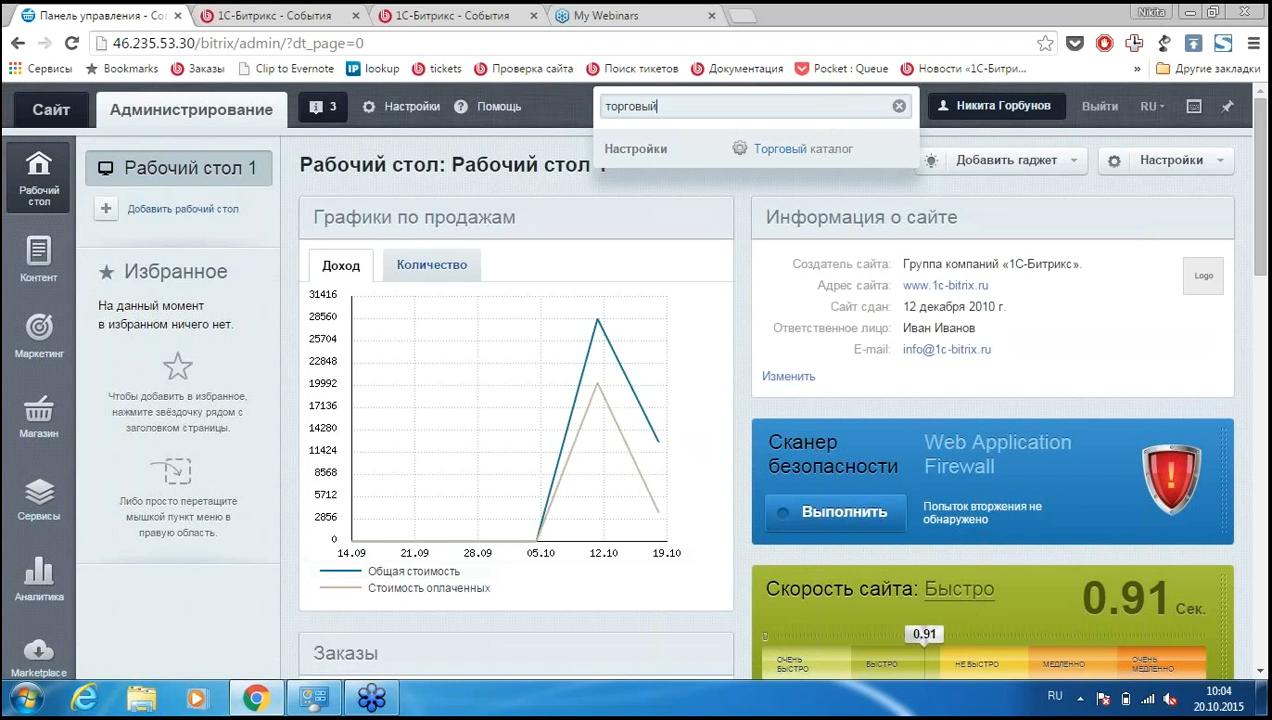 Панель управления - Со
1С-Битрикс - События
1С-Битрикс - События
My Webinars
Nikita
46.235.53.30/bitrix/admin/?dt_page=0
Сервисы
Bookmarks
Заказы
Clip to Evernote
IP lookup
tickets
Проверка сайта
Поиск тикетов
Документация
Pocket : Queue
Новости «1С-Битри...
»
Другие закладки
Сайт
Администрирование
3
Настройки
Помощь
торговый
Никита Горбунов
Выйти
RU
Настройки
Торговый каталог
Рабочий стол
Рабочий стол 1
Добавить рабочий стол
Рабочий стол: Рабочий стол
Добавить гаджет
Настройки
Контент
Маркетинг
Магазин
Сервисы
Аналитика
Marketplace
Избранное
На данный момент
в избранном ничего нет.
Чтобы добавить в избранное,
нажмите звёздочку рядом с
заголовком страницы.
Либо просто перетащите
мышкой пункт меню в
правую область.
Графики по продажам
Доход
Количество
31416
28560
25704
22848
19992
17136
14280
11424
8568
5712
2856
0
14.09
21.09
28.09
05.10
12.10
19.10
Общая стоимость
Стоимость оплаченных
Заказы
Информация о сайте
Создатель сайта: Группа компаний «1С-Битрикс».
Адрес сайта: www.1c-bitrix.ru
Сайт сдан: 12 декабря 2010 г.
Ответственное лицо: Иван Иванов
E-mail: info@1c-bitrix.ru
Logo
Изменить
Сканер
безопасности
Web Application
Firewall
Выполнить
Попыток вторжения не
обнаружено
Скорость сайта: Быстро
0.91 Сек.
0.91
ОЧЕНЬ
БЫСТРО
БЫСТРО
НЕ БЫСТРО
МЕДЛЕННО
ОЧЕНЬ
МЕДЛЕННО
RU
10:04
20.10.2015